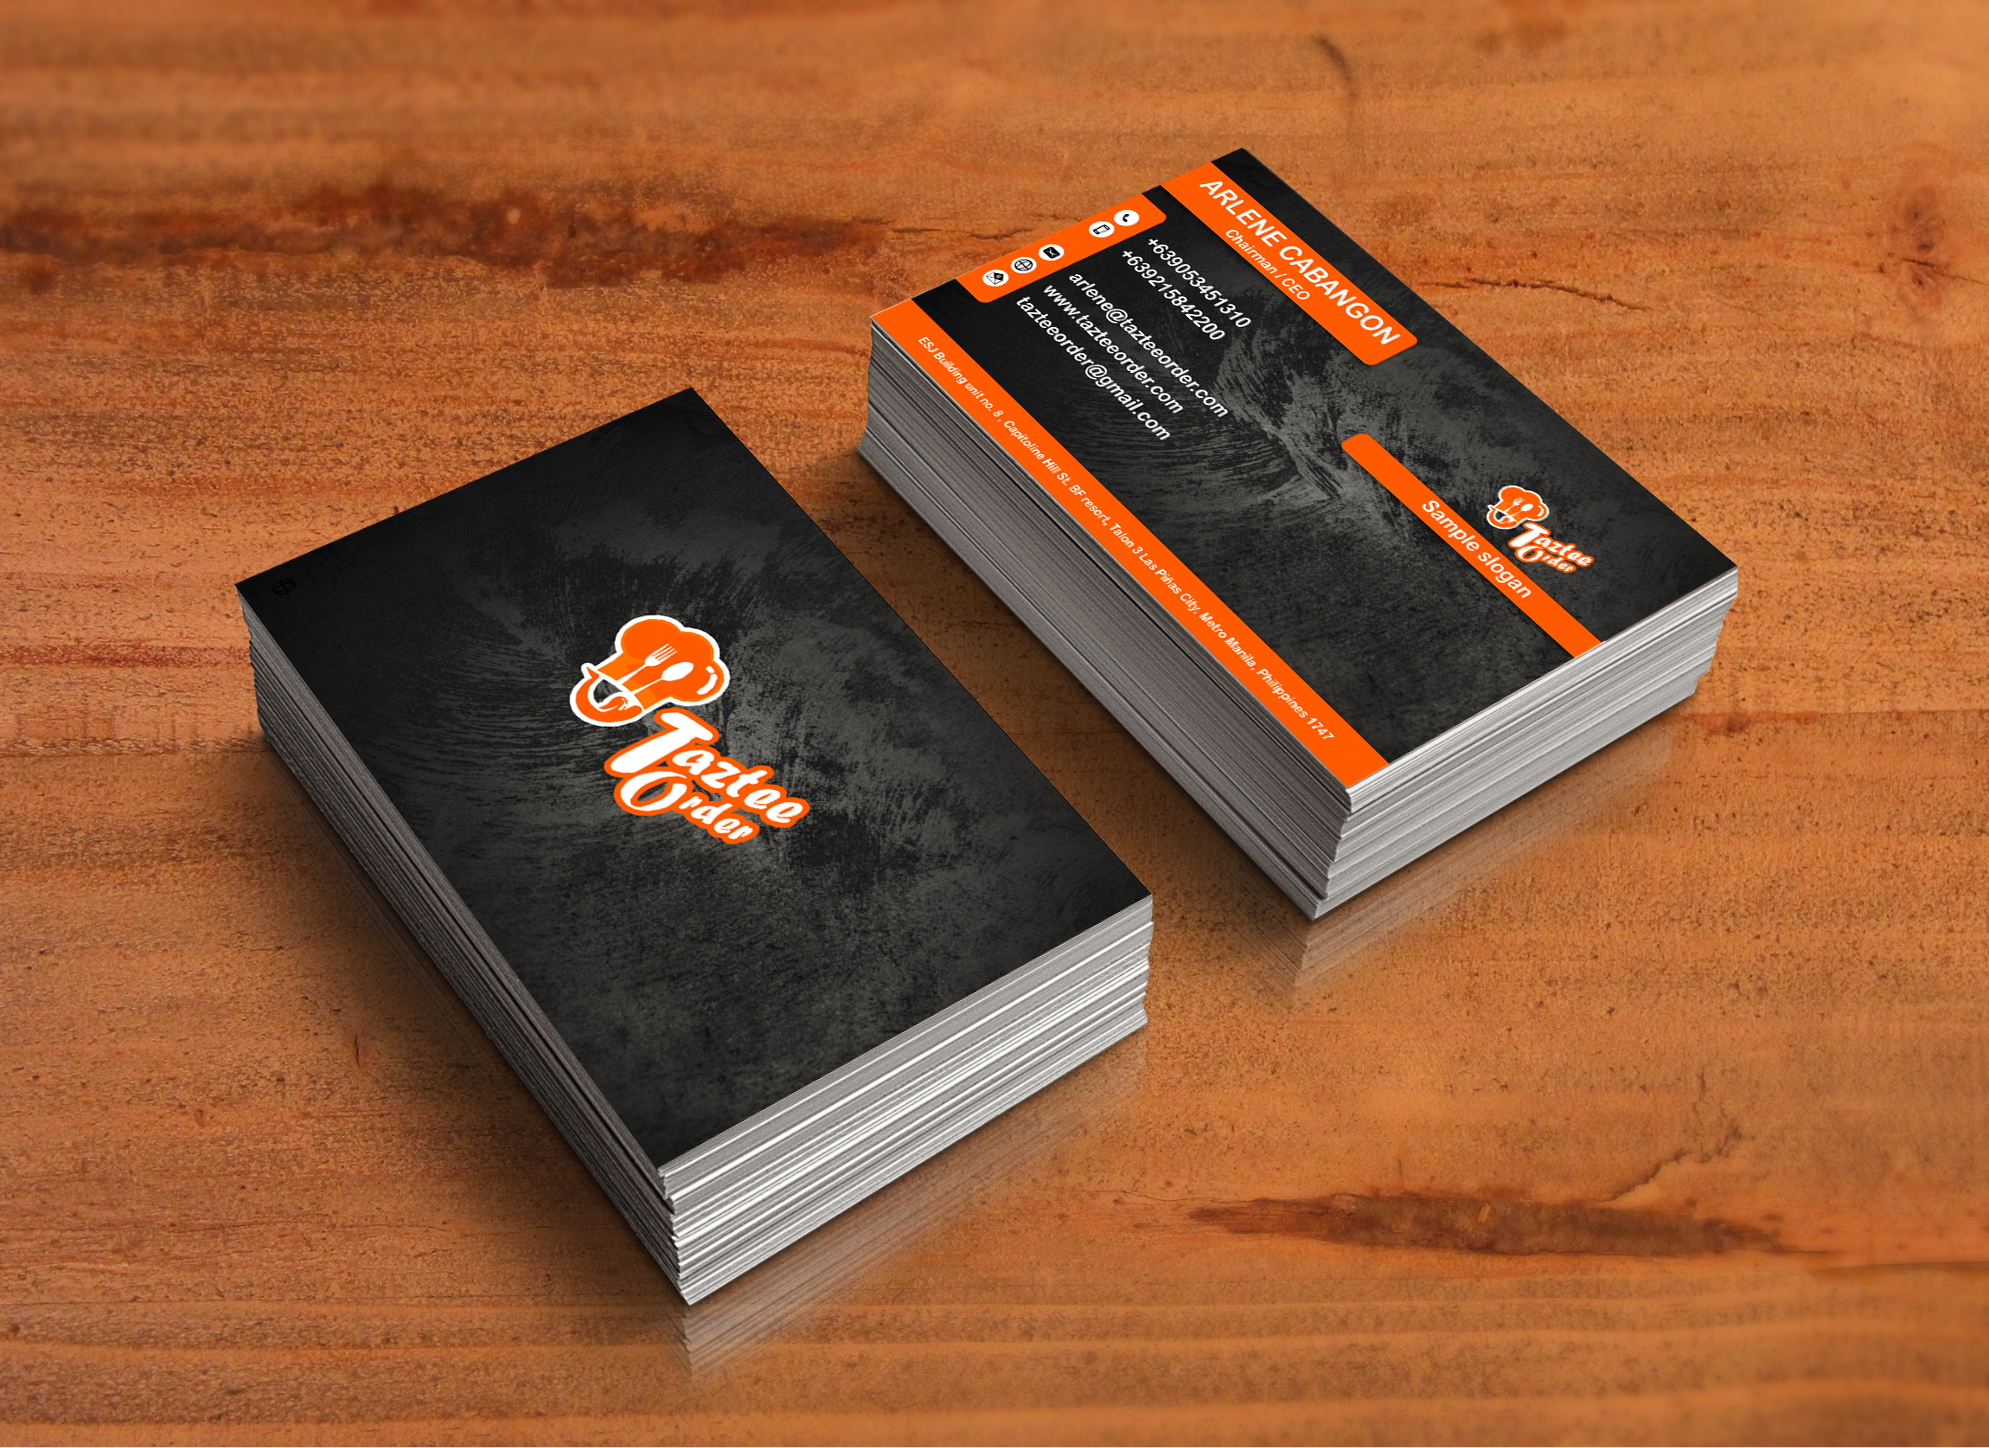 Taztee
Order
ARLENE CABANGON
Chairman / CEO
+639053451310
+639215842200
arlene@tazteeorder.com
www.tazteeorder.com
tazteeorder@gmail.com
Taztee
Order
Sample slogan
ESJ Building unit no. 8 , Capitoline Hill St. BF resort, Talon 3 Las Piñas City, Metro Manila, Philippines 1747